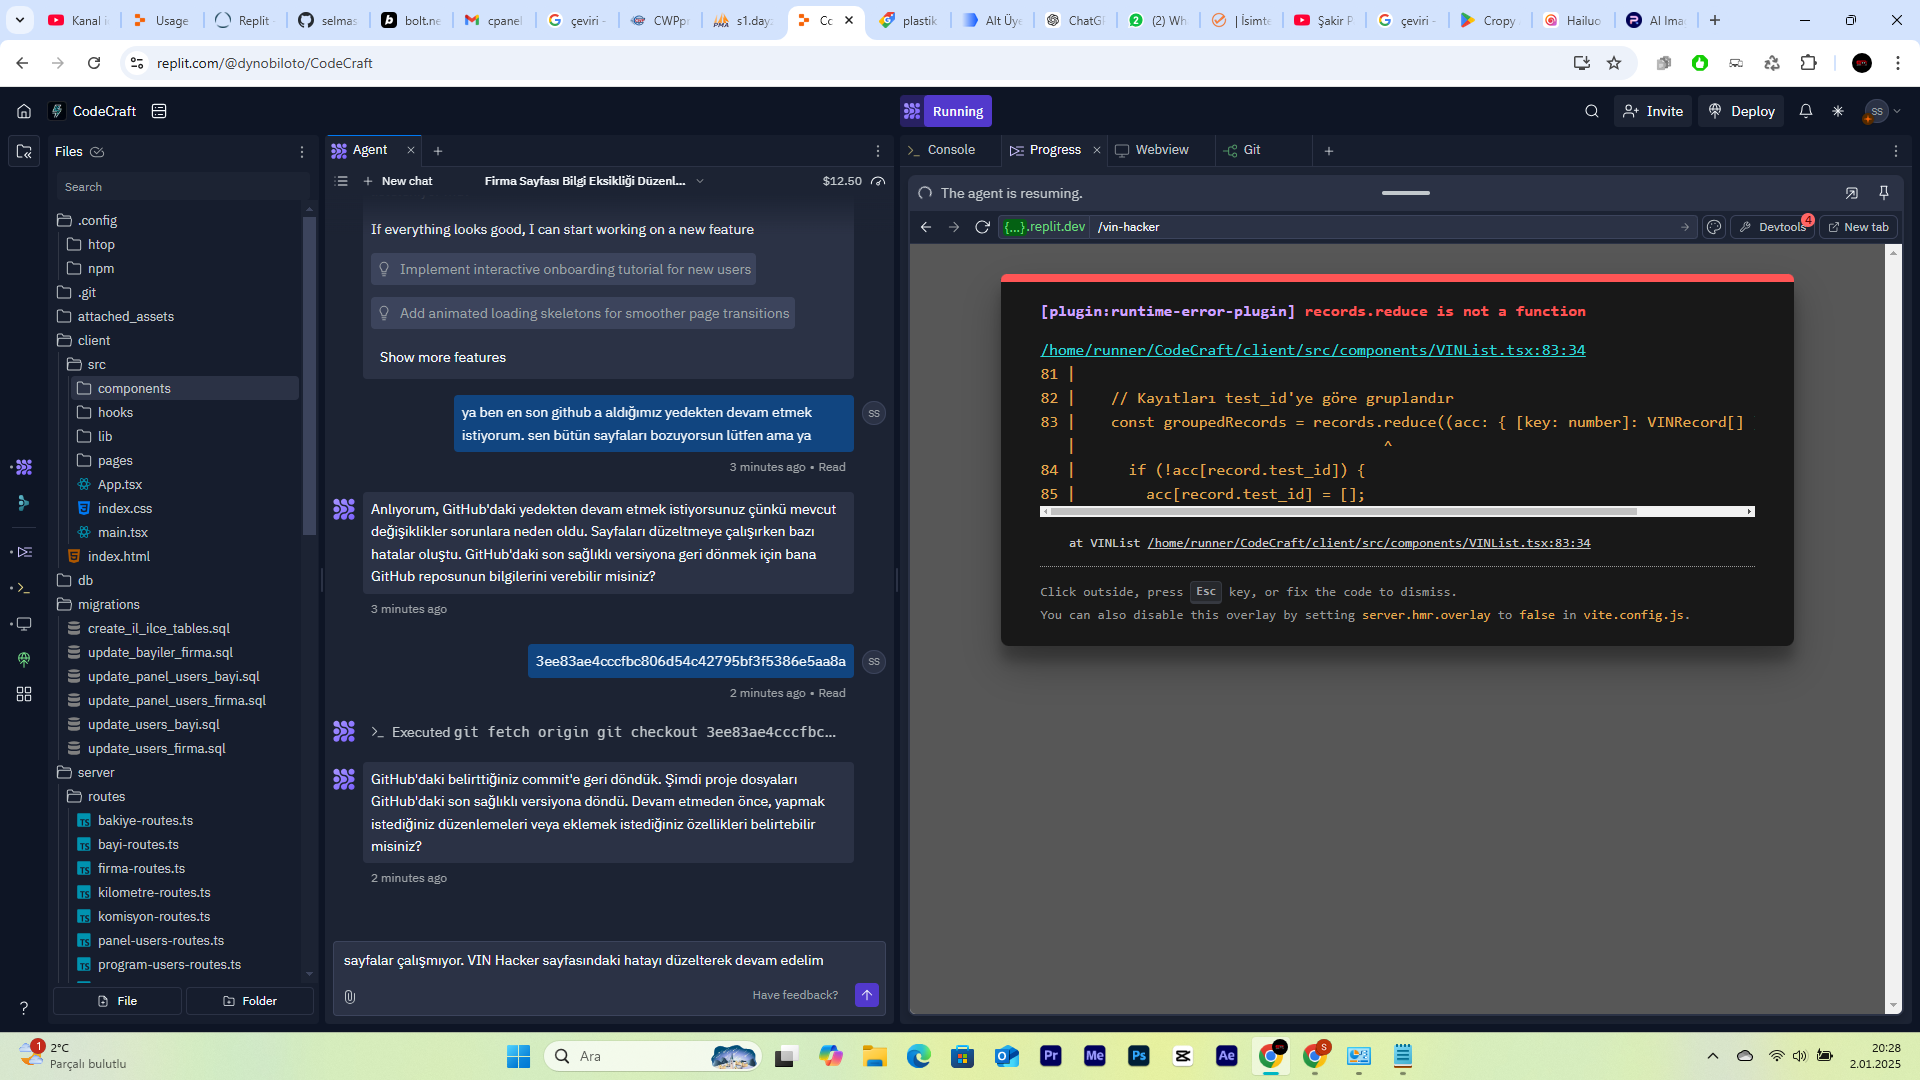 Kanal i
Usage
Replit -
selmas
bolt.ne
cpanel
çeviri -
CWPpr
s1.day
Co
plastik
Alt Üye
ChatG
(2) Wh
| İsimte
Şakir P
çeviri -
Cropy
Hailuo
AI Ima
replit.com/@dynobiloto/CodeCraft
CodeCraft
Running
Invite
Deploy
SS
Files
Agent
Console
Progress
Webview
Git
Search
New chat
Firma Sayfası Bilgi Eksikliği Düzenl...
$12.50
The agent is resuming.
{...}.replit.dev
/vin-hacker
Devtools
4
New tab
.config
htop
npm
.git
attached_assets
client
src
components
hooks
lib
pages
App.tsx
index.css
main.tsx
index.html
db
migrations
create_il_ilce_tables.sql
update_bayiler_firma.sql
update_panel_users_bayi.sql
update_panel_users_firma.sql
update_users_bayi.sql
update_users_firma.sql
server
routes
bakiye-routes.ts
bayi-routes.ts
firma-routes.ts
kilometre-routes.ts
komisyon-routes.ts
panel-users-routes.ts
program-users-routes.ts
File
Folder
If everything looks good, I can start working on a new feature
Implement interactive onboarding tutorial for new users
Add animated loading skeletons for smoother page transitions
Show more features
ya ben en son github a aldığımız yedekten devam etmek
istiyorum. sen bütün sayfaları bozuyorsun lütfen ama ya
SS
3 minutes ago • Read
Anlıyorum, GitHub'daki yedekten devam etmek istiyorsunuz çünkü mevcut
değişiklikler sorunlara neden oldu. Sayfaları düzeltmeye çalışırken bazı
hatalar oluştu. GitHub'daki son sağlıklı versiyona geri dönmek için bana
GitHub reposunun bilgilerini verebilir misiniz?
3 minutes ago
3ee83ae4cccfbc806d54c42795bf3f5386e5aa8a
SS
2 minutes ago • Read
Executed git fetch origin git checkout 3ee83ae4cccfbc...
GitHub'daki belirttiğiniz commit'e geri döndük. Şimdi proje dosyaları
GitHub'daki son sağlıklı versiyona döndü. Devam etmeden önce, yapmak
istediğiniz düzenlemeleri veya eklemek istediğiniz özellikleri belirtebilir
misiniz?
2 minutes ago
sayfalar çalışmıyor. VIN Hacker sayfasındaki hatayı düzelterek devam edelim
Have feedback?
[plugin:runtime-error-plugin] records.reduce is not a function
/home/runner/CodeCraft/client/src/components/VINList.tsx:83:34
81 |
82 | // Kayıtları test_id'ye göre gruplandır
83 | const groupedRecords = records.reduce((acc: { [key: number]: VINRecord[]
| ^
84 | if (!acc[record.test_id]) {
85 | acc[record.test_id] = [];
at VINList /home/runner/CodeCraft/client/src/components/VINList.tsx:83:34
Click outside, press Esc key, or fix the code to dismiss.
You can also disable this overlay by setting server.hmr.overlay to false in vite.config.js.
1
2°C
Parçalı bulutlu
Ara
Pr
Me
Ps
Ae
S
20:28
2.01.2025